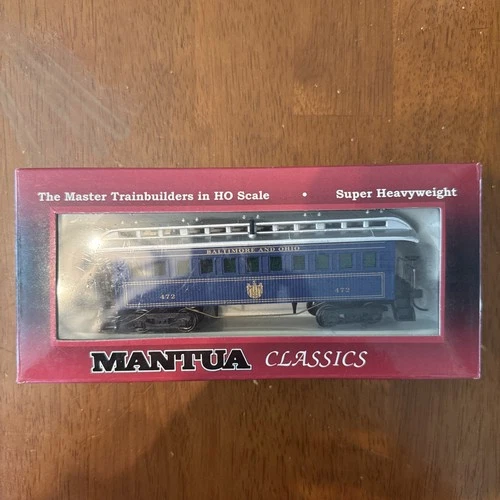 The Master Trainbuilders in HO Scale • Super Heavyweight
BALTIMORE AND OHIO
472 472
MANTUA CLASSICS